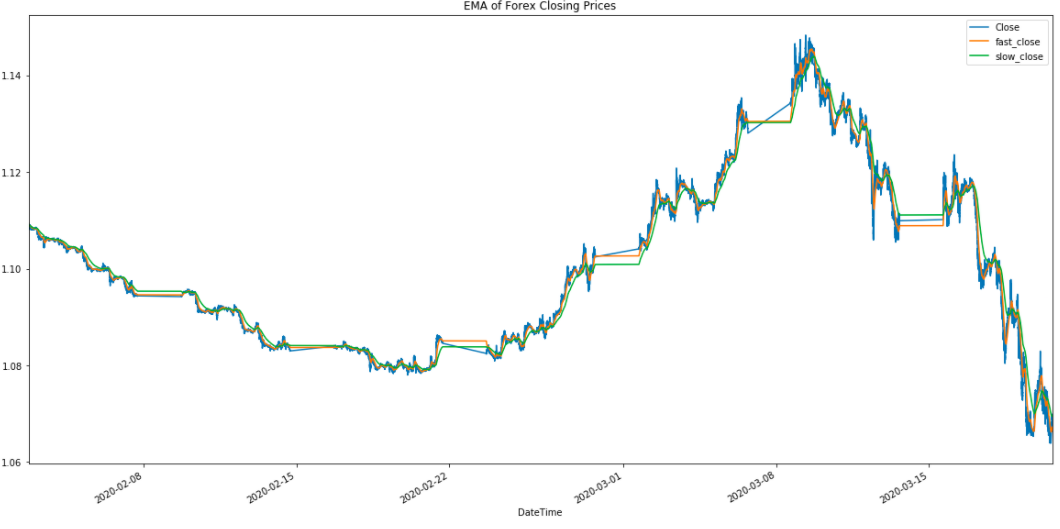 EMA of Forex Closing Prices
Close
fast_close
slow_close
1.14
1.12
1.10
1.08
1.06
2020-02-08
2020-02-15
2020-02-22
2020-03-01
2020-03-08
2020-03-15
DateTime